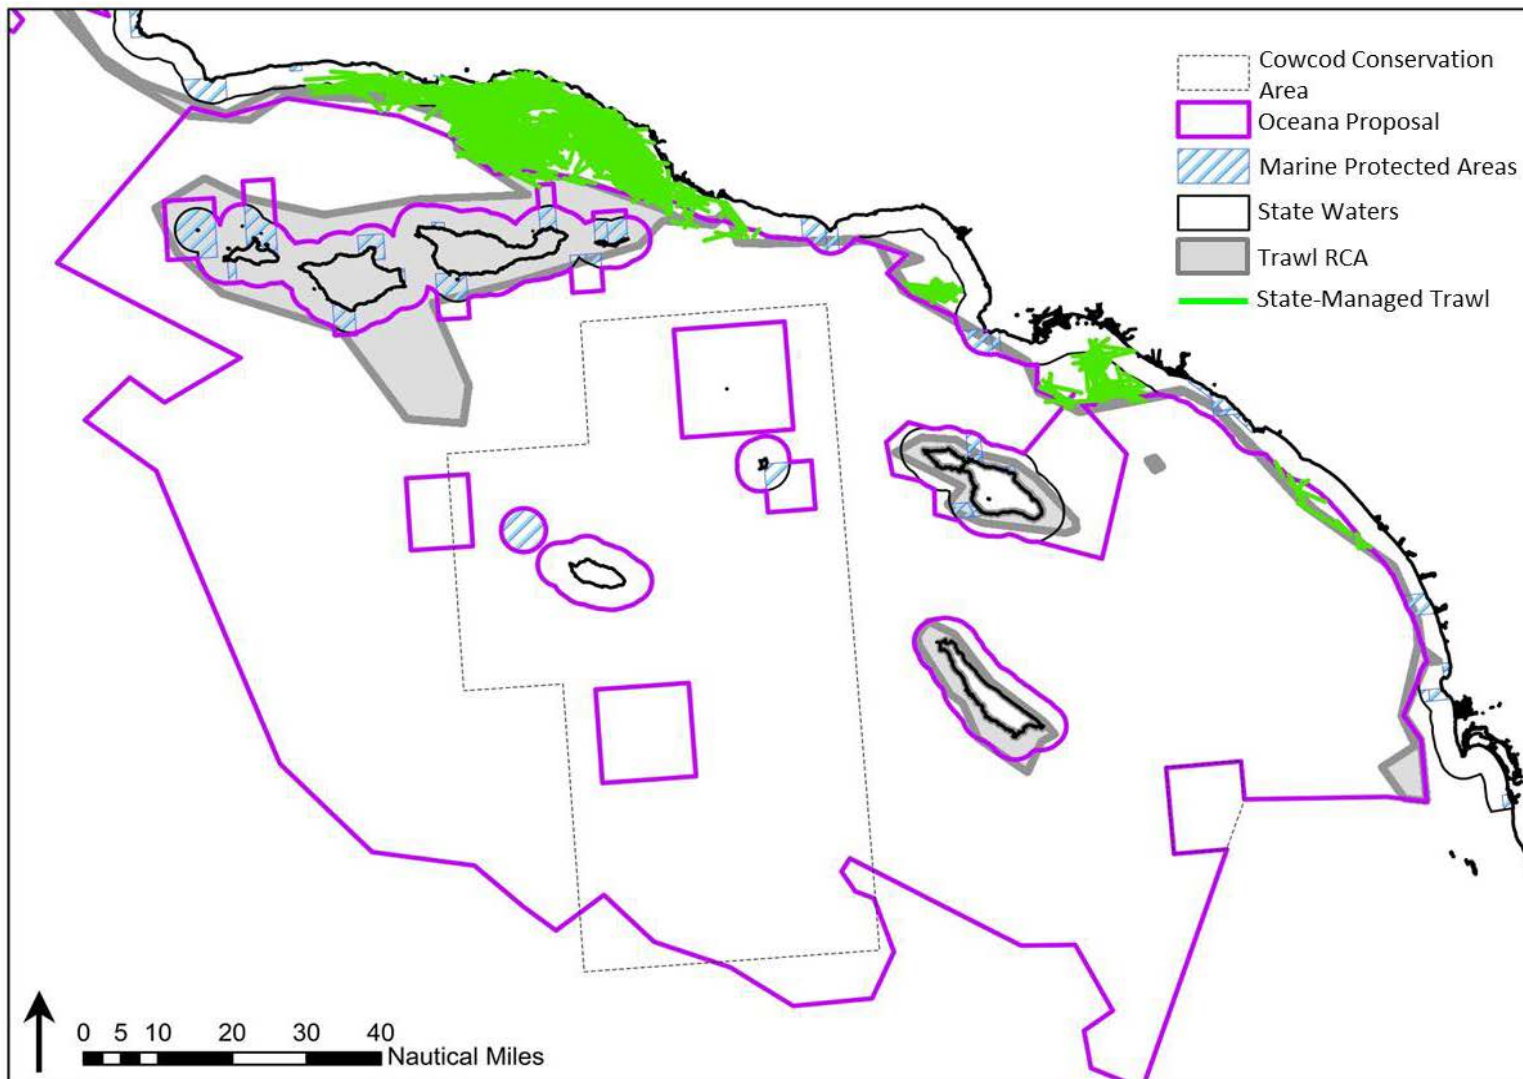 Cowcod Conservation
Area
Oceana Proposal
Marine Protected Areas
State Waters
Trawl RCA
State-Managed Trawl
0 5 10 20 30 40
Nautical Miles